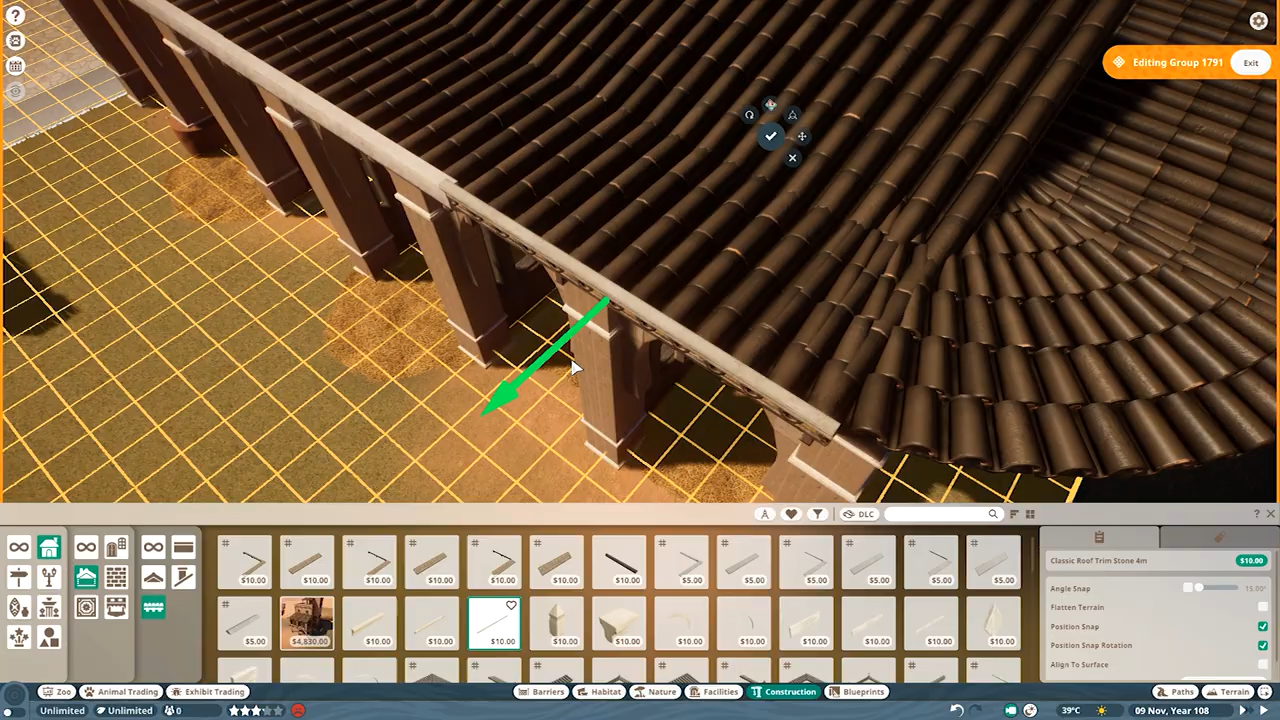 ?
Editing Group 1791 Exit
DLC
? ×
$10.00 $10.00 $10.00 $10.00 $10.00 $10.00 $10.00 $5.00 $5.00 $5.00 $5.00 $5.00 $5.00
$5.00 $4,830.00 $10.00 $10.00 $10.00 $10.00 $10.00 $10.00 $10.00 $10.00 $10.00 $10.00 $10.00
Classic Roof Trim Stone 4m $10.00
Angle Snap 15.00°
Flatten Terrain
Position Snap
Position Snap Rotation
Align To Surface
Zoo Animal Trading Exhibit Trading Barriers Habitat Nature Facilities Construction Blueprints Paths Terrain
Unlimited Unlimited 0 39°C 09 Nov, Year 108